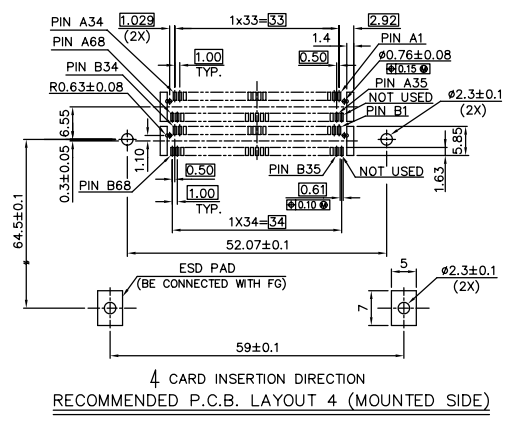 PIN A34
PIN A68
PIN B34
R0.63±0.08
1.029
(2X)
1x33=33
2.92
1.4
1.00
TYP.
0.50
PIN A1
ø0.76±0.08
0.15 Ⓜ
PIN A35
NOT USED
PIN B1
ø2.3±0.1
(2X)
6.55
0.3±0.05
1.10
5.85
1.63
64.5±0.1
PIN B68
0.50
1.00
TYP.
PIN B35
NOT USED
0.61
0.10 Ⓜ
1X34=34
52.07±0.1
ESD PAD
(BE CONNECTED WITH FG)
5
7
ø2.3±0.1
(2X)
59±0.1
CARD INSERTION DIRECTION
RECOMMENDED P.C.B. LAYOUT 4 (MOUNTED SIDE)